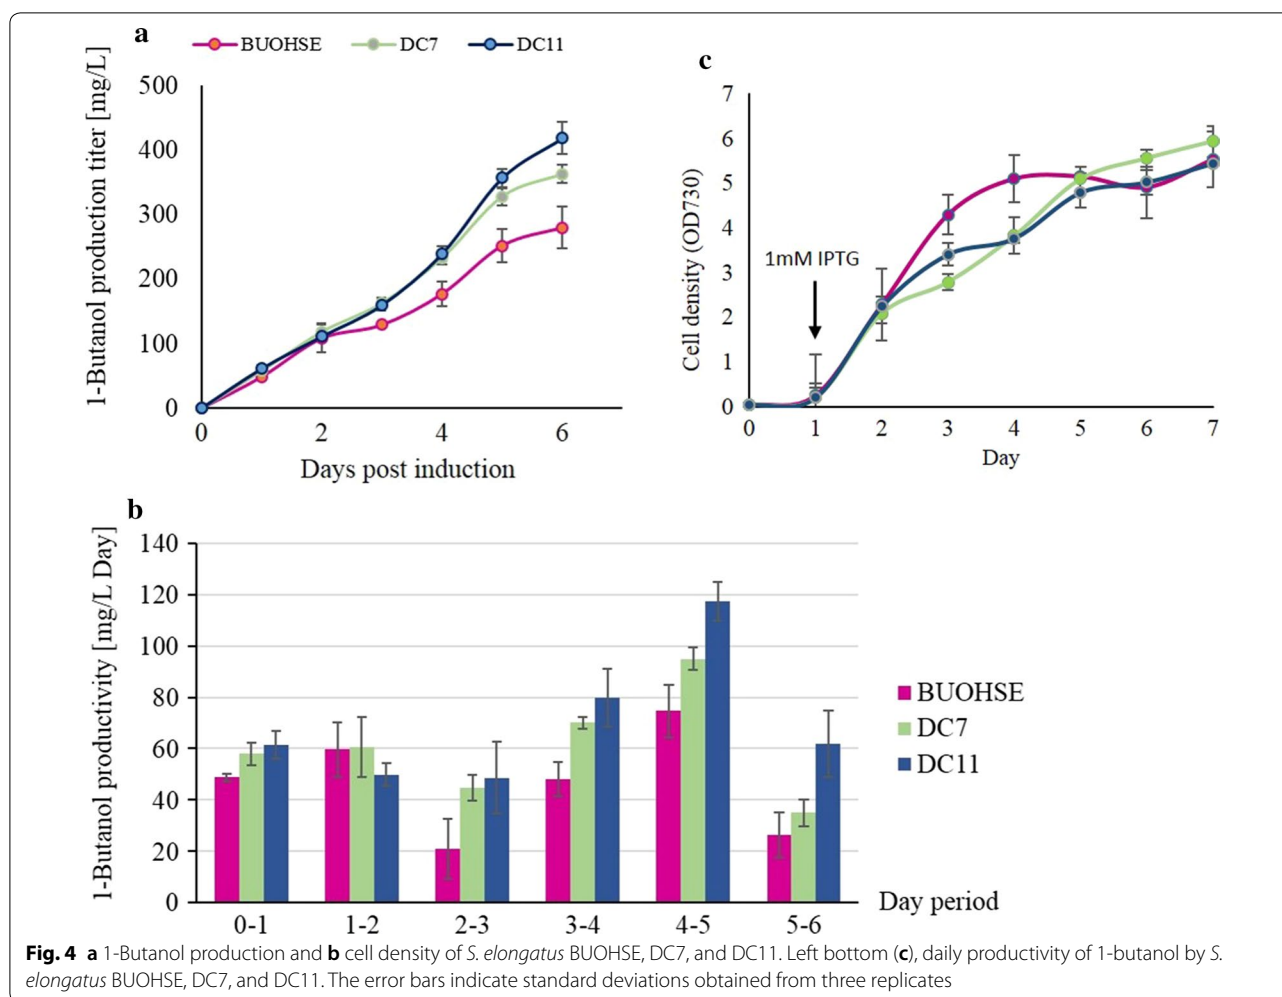 a
BUOHSE DC7 DC11
1-Butanol production titer [mg/L]
500
400
300
200
100
0
0 2 4 6
Days post induction
c
Cell density (OD730)
7
6
5
4
3
2
1
0
1mM IPTG
0 1 2 3 4 5 6 7
Day
b
1-Butanol productivity [mg/L Day]
140
120
100
80
60
40
20
0
0-1 1-2 2-3 3-4 4-5 5-6
Day period
BUOHSE
DC7
DC11
Fig. 4 a 1-Butanol production and b cell density of S. elongatus BUOHSE, DC7, and DC11. Left bottom (c), daily productivity of 1-butanol by S.
elongatus BUOHSE, DC7, and DC11. The error bars indicate standard deviations obtained from three replicates